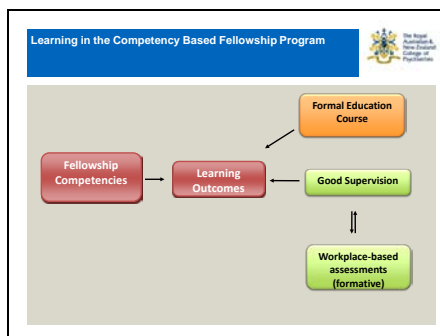 Learning in the Competency Based Fellowship Program
The Royal
Australian &
New Zealand
College of
Psychiatrists
Formal Education
Course
Fellowship
Competencies
Learning
Outcomes
Good Supervision
Workplace-based
assessments
(formative)